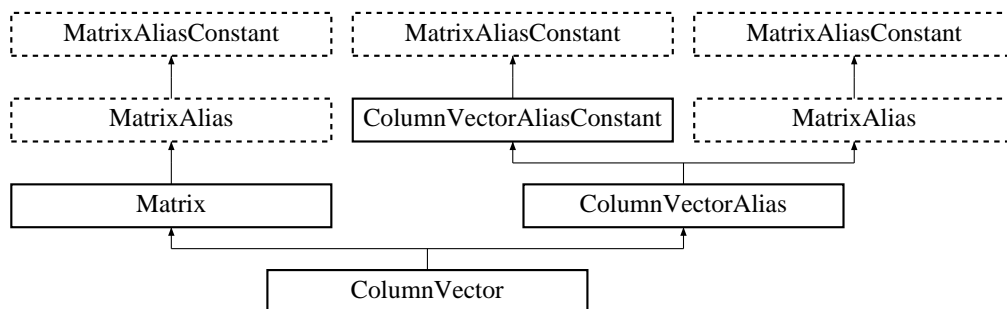 MatrixAliasConstant
MatrixAliasConstant
MatrixAliasConstant
MatrixAlias
ColumnVectorAliasConstant
MatrixAlias
Matrix
ColumnVectorAlias
ColumnVector